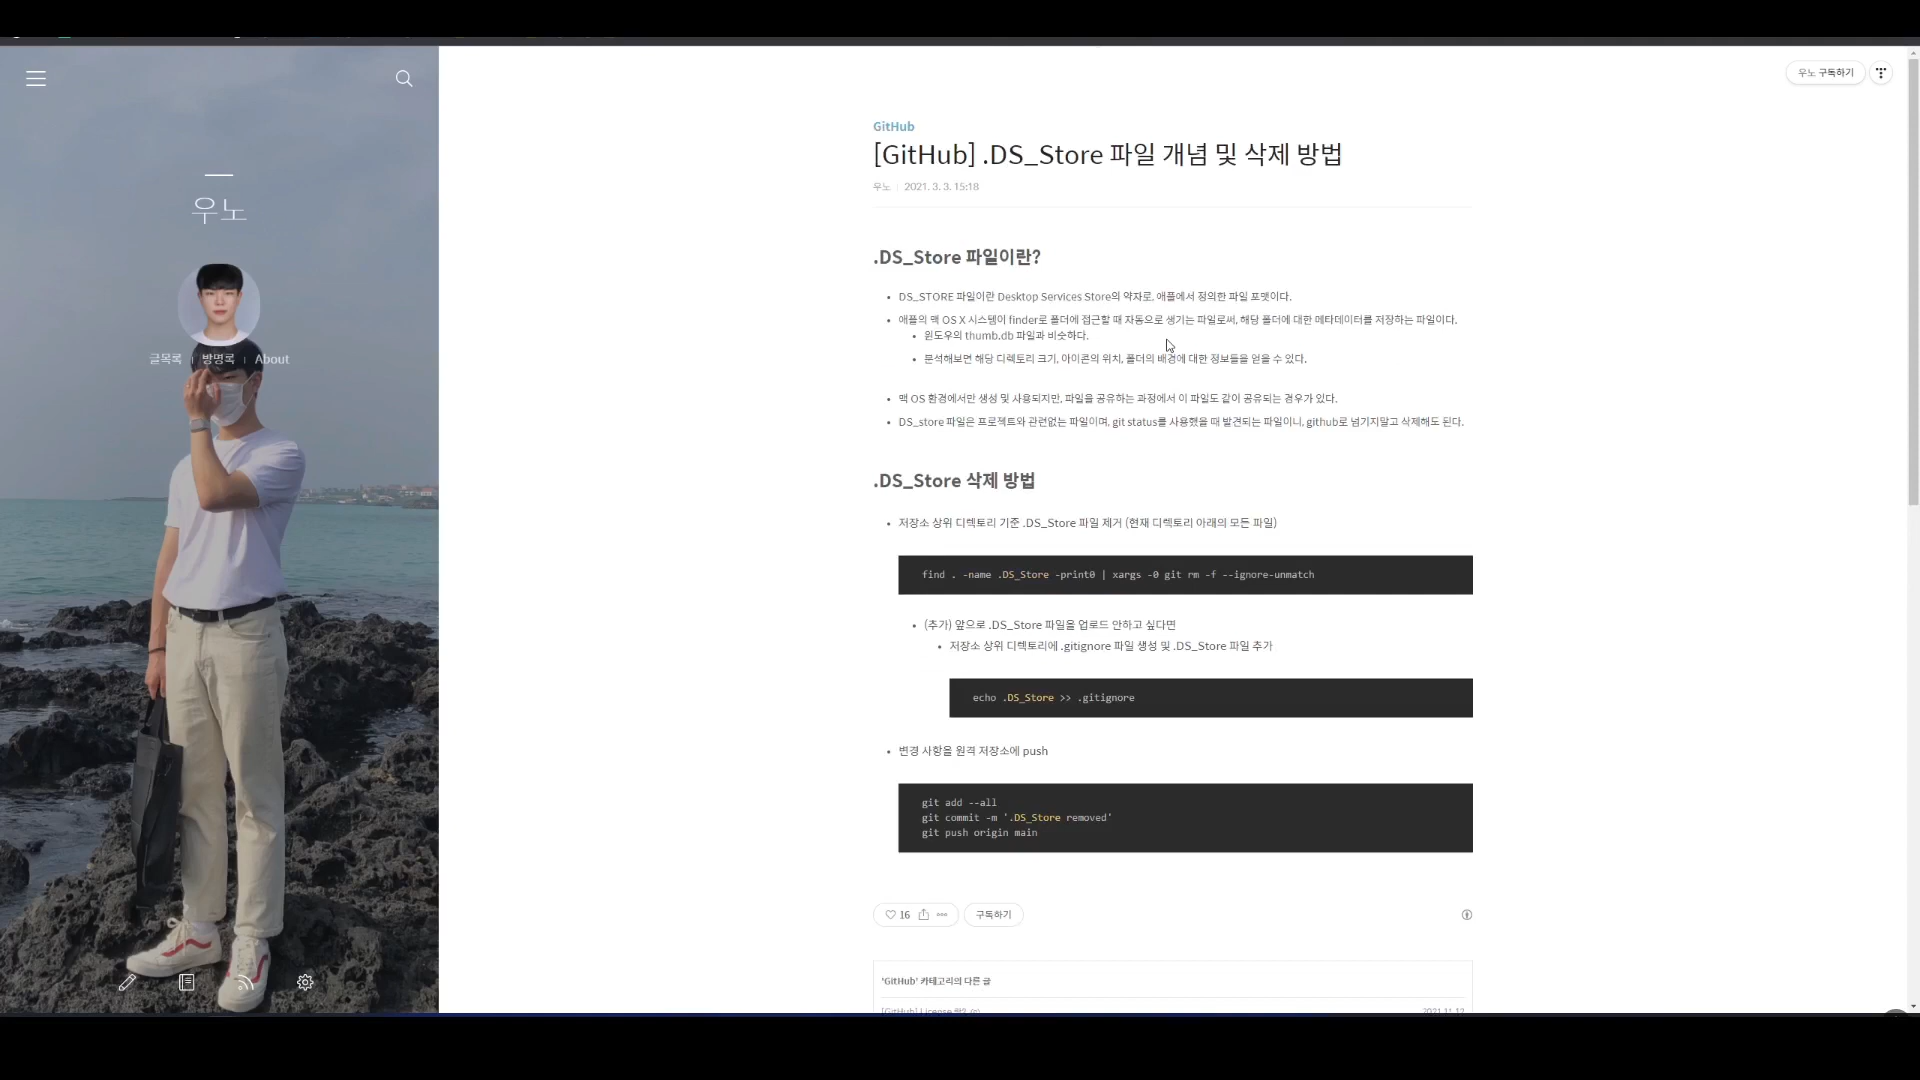 우노
글목록 | 방명록 | About
우노 구독하기
GitHub
[GitHub] .DS_Store 파일 개념 및 삭제 방법
우노 | 2021. 3. 3. 15:18
.DS_Store 파일이란?
DS_STORE 파일이란 Desktop Services Store의 약자로, 애플에서 정의한 파일 포맷이다.
애플의 맥 OS X 시스템이 finder로 폴더에 접근할 때 자동으로 생기는 파일로써, 해당 폴더에 대한 메타데이터를 저장하는 파일이다.
윈도우의 thumb.db 파일과 비슷하다.
분석해보면 해당 디렉토리 크기, 아이콘의 위치, 폴더의 배경에 대한 정보들을 얻을 수 있다.
맥 OS 환경에서만 생성 및 사용되지만, 파일을 공유하는 과정에서 이 파일도 같이 공유되는 경우가 있다.
DS_store 파일은 프로젝트와 관련없는 파일이며, git status를 사용했을 때 발견되는 파일이니, github로 넘기지말고 삭제해도 된다.
.DS_Store 삭제 방법
저장소 상위 디렉토리 기준 .DS_Store 파일 제거 (현재 디렉토리 아래의 모든 파일)
find . -name .DS_Store -print0 | xargs -0 git rm -f --ignore-unmatch
(추가) 앞으로 .DS_Store 파일을 업로드 안하고 싶다면
저장소 상위 디렉토리에 .gitignore 파일 생성 및 .DS_Store 파일 추가
echo .DS_Store >> .gitignore
변경 사항을 원격 저장소에 push
git add --all
git commit -m '.DS_Store removed'
git push origin main
16
구독하기
'GitHub' 카테고리의 다른 글
[GitHub] License 란?
2021.11.12